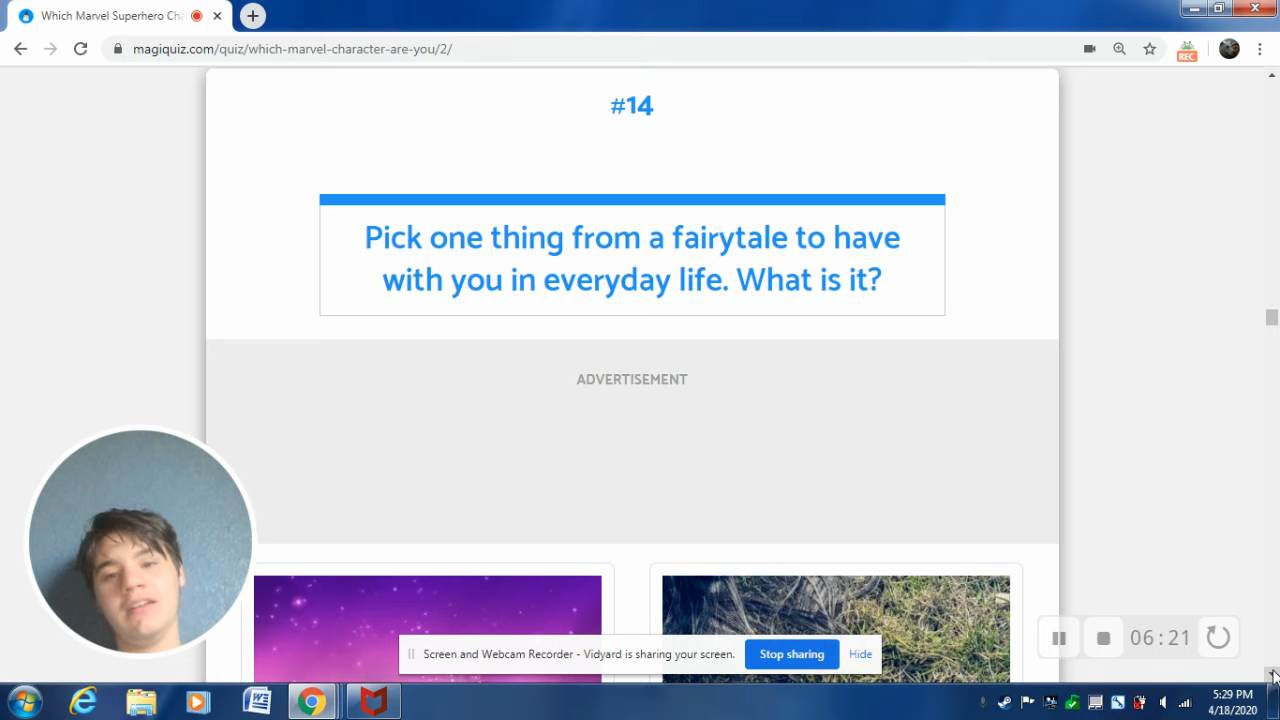 Which Marvel Superhero Cha
magiquiz.com/quiz/which-marvel-character-are-you/2/
REC
#14
Pick one thing from a fairytale to have
with you in everyday life. What is it?
ADVERTISEMENT
Screen and Webcam Recorder - Vidyard is sharing your screen.
Stop sharing
Hide
06:21
5:29 PM
4/18/2020